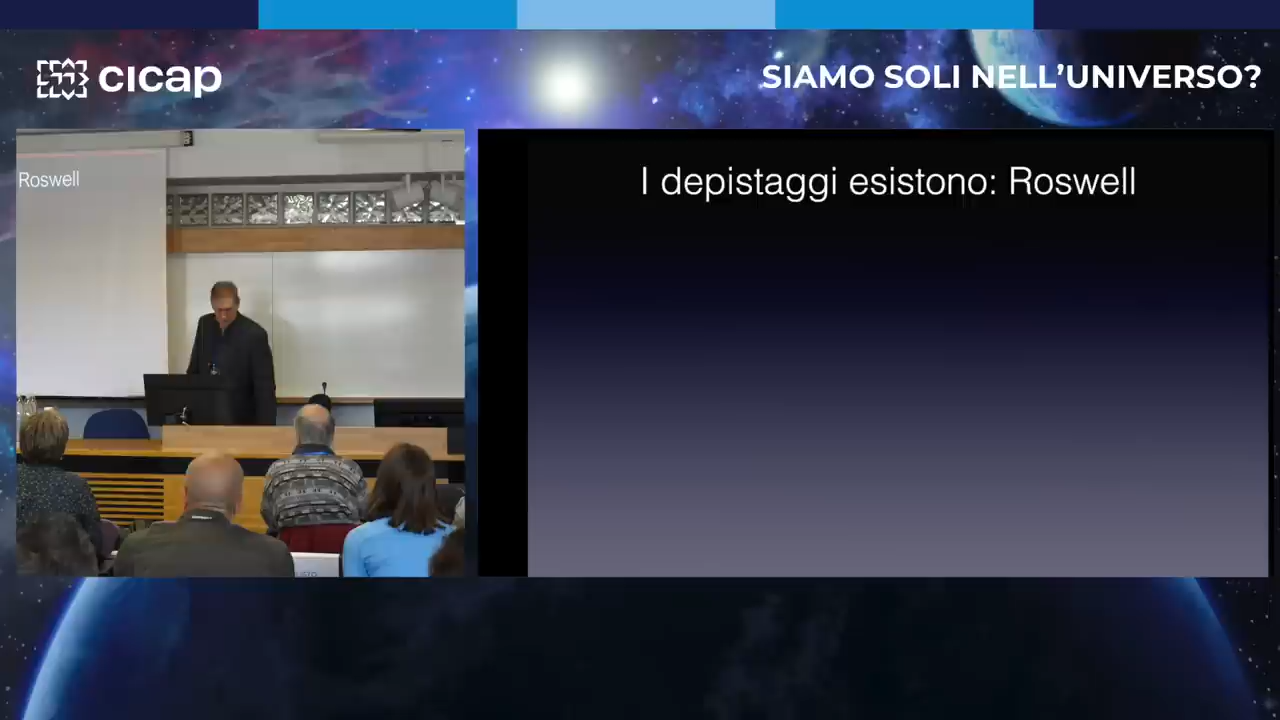 cicap
SIAMO SOLI NELL'UNIVERSO?
Roswell
I depistaggi esistono: Roswell